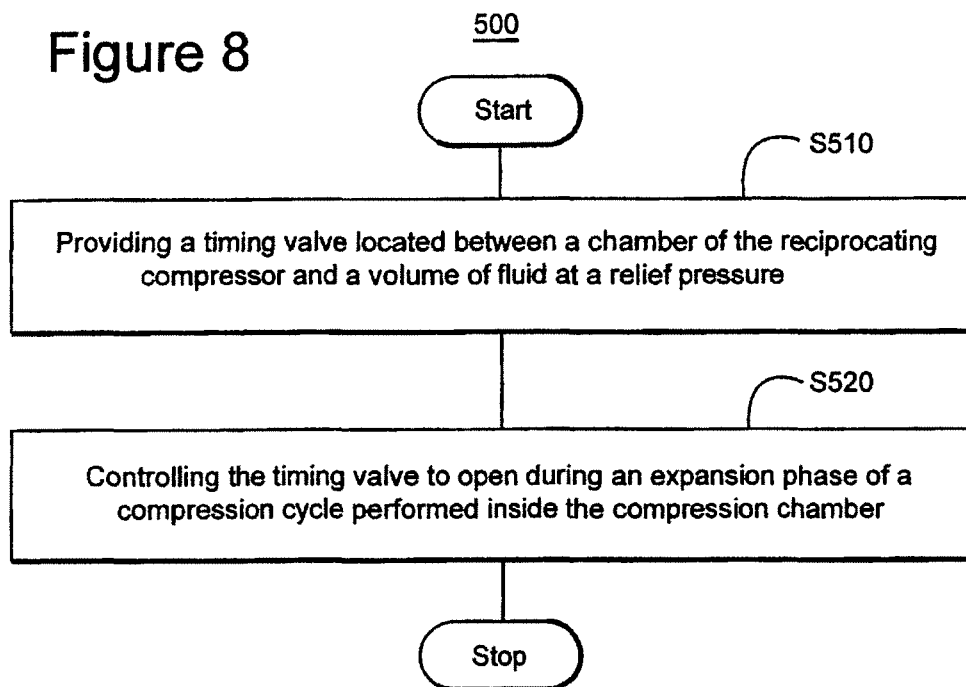 Figure 8
500
Start
S510
Providing a timing valve located between a chamber of the reciprocating
compressor and a volume of fluid at a relief pressure
S520
Controlling the timing valve to open during an expansion phase of a
compression cycle performed inside the compression chamber
Stop